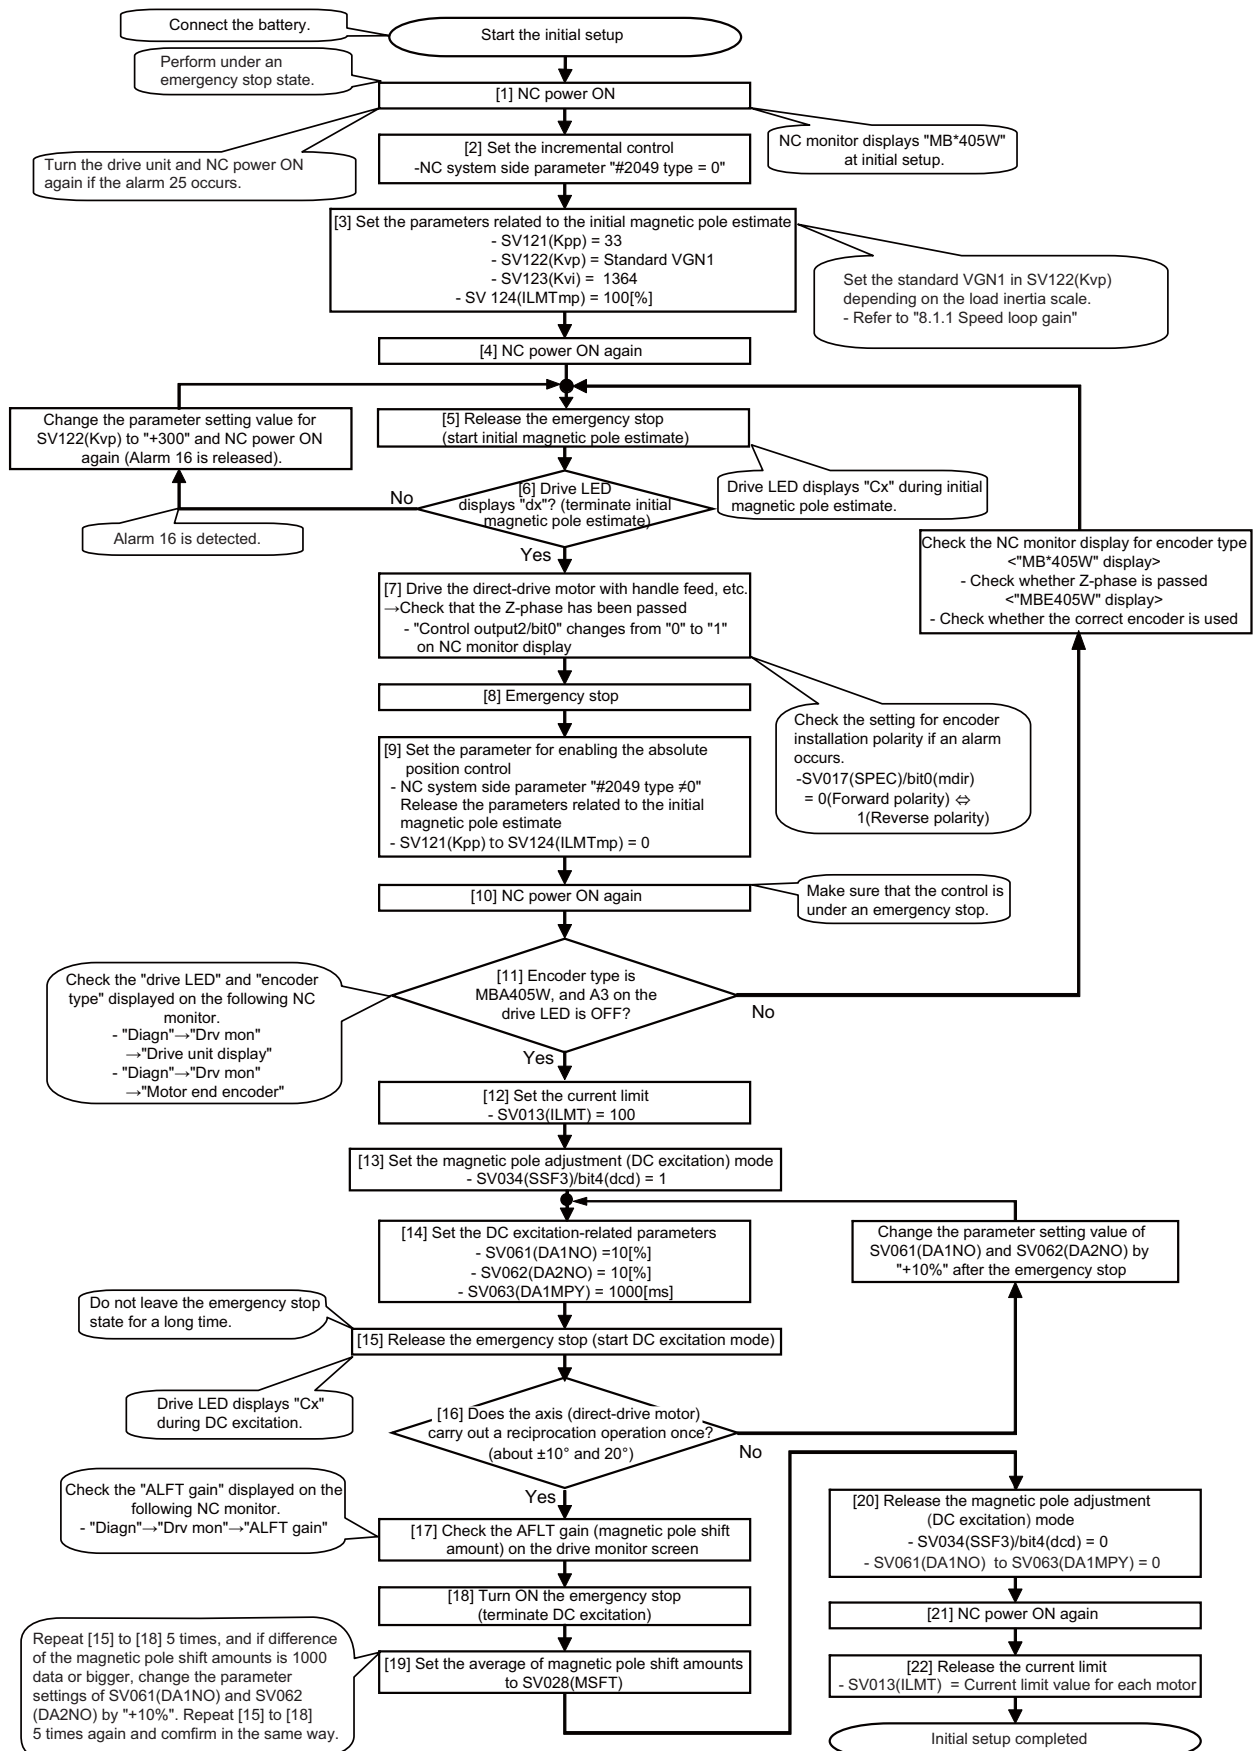 Connect the battery.
Start the initial setup
Perform under an
emergency stop state.
[1] NC power ON
NC monitor displays "MB*405W"
at initial setup.
Turn the drive unit and NC power ON
again if the alarm 25 occurs.
[2] Set the incremental control
-NC system side parameter "#2049 type = 0"
[3] Set the parameters related to the initial magnetic pole estimate
- SV121(Kpp) = 33
- SV122(Kvp) = Standard VGN1
- SV123(Kvi) = 1364
- SV 124(ILMTmp) = 100[%]
Set the standard VGN1 in SV122(Kvp)
depending on the load inertia scale.
- Refer to "8.1.1 Speed loop gain"
[4] NC power ON again
Change the parameter setting value for
SV122(Kvp) to "+300" and NC power ON
again (Alarm 16 is released).
[5] Release the emergency stop
(start initial magnetic pole estimate)
Drive LED displays "Cx" during initial
magnetic pole estimate.
[6] Drive LED
displays "dx"? (terminate initial
magnetic pole estimate)
No
Alarm 16 is detected.
Yes
Check the NC monitor display for encoder type
<"MB*405W" display>
- Check whether Z-phase is passed
<"MBE405W" display>
- Check whether the correct encoder is used
[7] Drive the direct-drive motor with handle feed, etc.
→Check that the Z-phase has been passed
- "Control output2/bit0" changes from "0" to "1"
on NC monitor display
[8] Emergency stop
Check the setting for encoder
installation polarity if an alarm
occurs.
-SV017(SPEC)/bit0(mdir)
= 0(Forward polarity) ⇔
1(Reverse polarity)
[9] Set the parameter for enabling the absolute
position control
- NC system side parameter "#2049 type ≠0"
Release the parameters related to the initial
magnetic pole estimate
- SV121(Kpp) to SV124(ILMTmp) = 0
[10] NC power ON again
Make sure that the control is
under an emergency stop.
Check the "drive LED" and "encoder
type" displayed on the following NC
monitor.
- "Diagn"→"Drv mon"
→"Drive unit display"
- "Diagn"→"Drv mon"
→"Motor end encoder"
[11] Encoder type is
MBA405W, and A3 on the
drive LED is OFF?
No
Yes
[12] Set the current limit
- SV013(ILMT) = 100
[13] Set the magnetic pole adjustment (DC excitation) mode
- SV034(SSF3)/bit4(dcd) = 1
[14] Set the DC excitation-related parameters
- SV061(DA1NO) =10[%]
- SV062(DA2NO) = 10[%]
- SV063(DA1MPY) = 1000[ms]
Change the parameter setting value of
SV061(DA1NO) and SV062(DA2NO) by
"+10%" after the emergency stop
Do not leave the emergency stop
state for a long time.
[15] Release the emergency stop (start DC excitation mode)
Drive LED displays "Cx"
during DC excitation.
[16] Does the axis (direct-drive motor)
carry out a reciprocation operation once?
(about ±10° and 20°)
No
Yes
Check the "ALFT gain" displayed on the
following NC monitor.
- "Diagn"→"Drv mon"→"ALFT gain"
[17] Check the AFLT gain (magnetic pole shift
amount) on the drive monitor screen
[18] Turn ON the emergency stop
(terminate DC excitation)
Repeat [15] to [18] 5 times, and if difference
of the magnetic pole shift amounts is 1000
data or bigger, change the parameter
settings of SV061(DA1NO) and SV062
(DA2NO) by "+10%". Repeat [15] to [18]
5 times again and comfirm in the same way.
[19] Set the average of magnetic pole shift amounts
to SV028(MSFT)
[20] Release the magnetic pole adjustment
(DC excitation) mode
- SV034(SSF3)/bit4(dcd) = 0
- SV061(DA1NO) to SV063(DA1MPY) = 0
[21] NC power ON again
[22] Release the current limit
- SV013(ILMT) = Current limit value for each motor
Initial setup completed